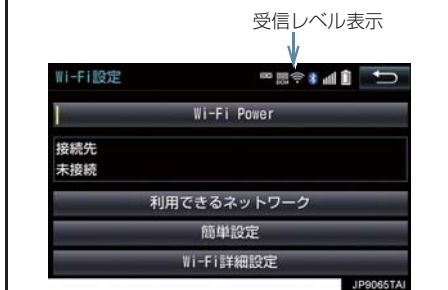 受信レベル表示
Wi-Fi設定
Wi-Fi Power
接続先
未接続
利用できるネットワーク
簡単設定
Wi-Fi詳細設定
JP9065TAI